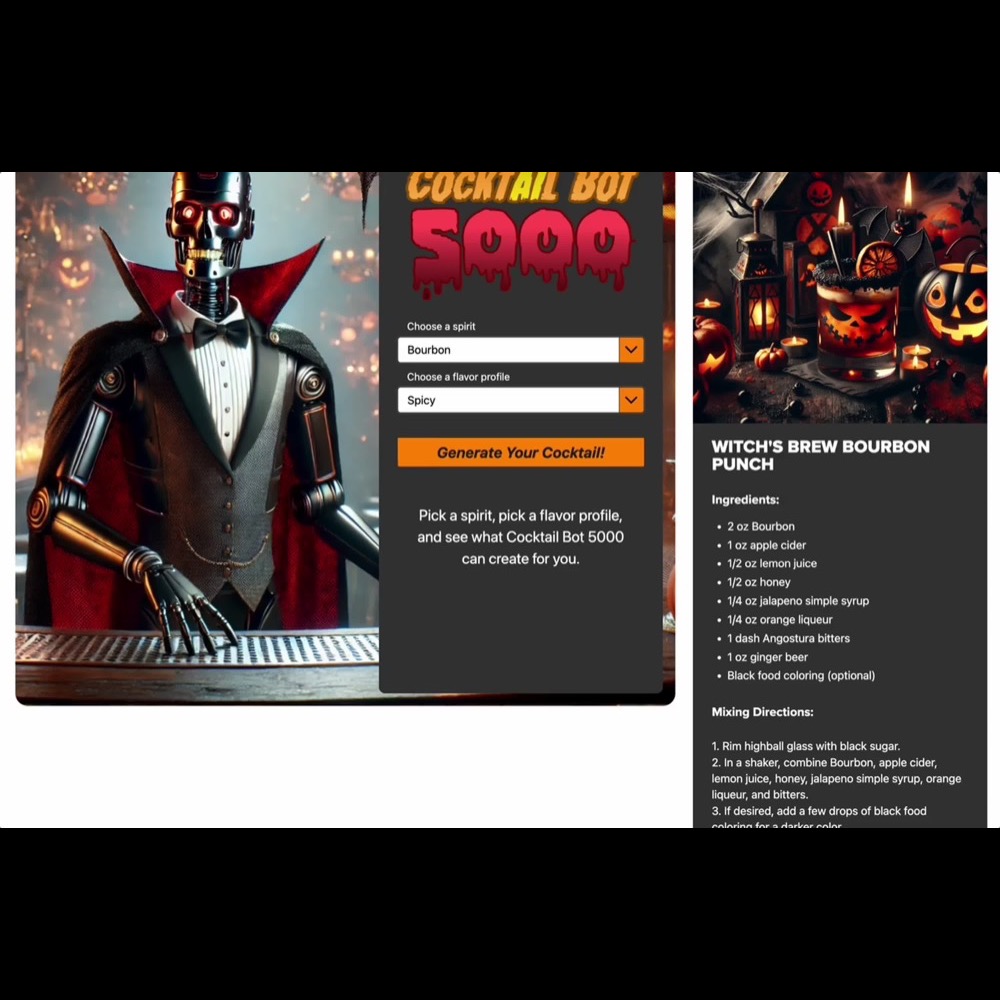 COCKTAIL BOT
5000
Choose a spirit
Bourbon
Choose a flavor profile
Spicy
Generate Your Cocktail!
Pick a spirit, pick a flavor profile,
and see what Cocktail Bot 5000
can create for you.
WITCH'S BREW BOURBON
PUNCH
Ingredients:
• 2 oz Bourbon
• 1 oz apple cider
• 1/2 oz lemon juice
• 1/2 oz honey
• 1/4 oz jalapeno simple syrup
• 1/4 oz orange liqueur
• 1 dash Angostura bitters
• 1 oz ginger beer
• Black food coloring (optional)
Mixing Directions:
1. Rim highball glass with black sugar.
2. In a shaker, combine Bourbon, apple cider,
lemon juice, honey, jalapeno simple syrup, orange
liqueur, and bitters.
3. If desired, add a few drops of black food
coloring for a darker color.